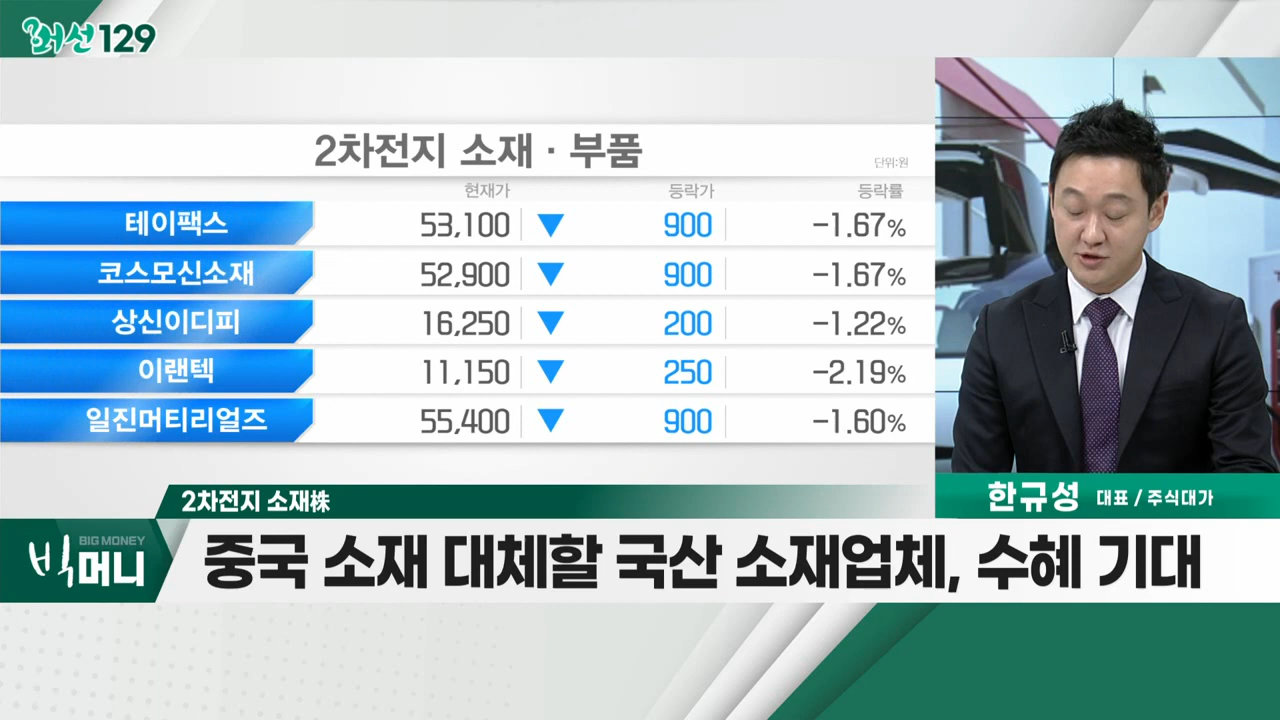 머선129
2차전지 소재 · 부품
단위:원
현재가 등락가 등락률
테이팩스 53,100 ▼ 900 -1.67%
코스모신소재 52,900 ▼ 900 -1.67%
상신이디피 16,250 ▼ 200 -1.22%
이랜텍 11,150 ▼ 250 -2.19%
일진머티리얼즈 55,400 ▼ 900 -1.60%
한규성 대표 / 주식대가
2차전지 소재株
BIG MONEY
빅머니
중국 소재 대체할 국산 소재업체, 수혜 기대